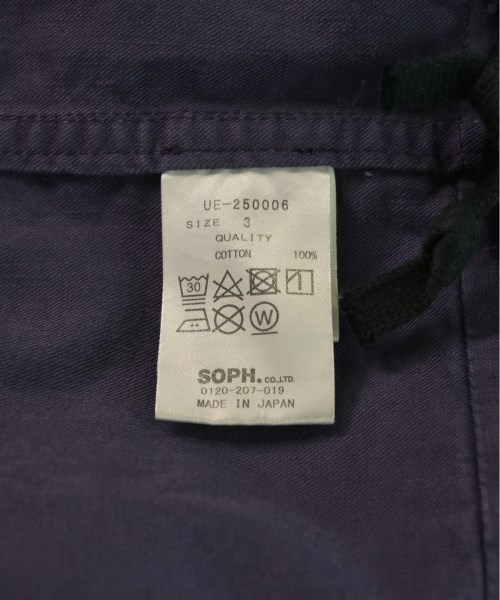 UE-250006
SIZE 3
QUALITY
COTTON 100%
30
W
SOPH.CO.,LTD.
0120-207-019
MADE IN JAPAN